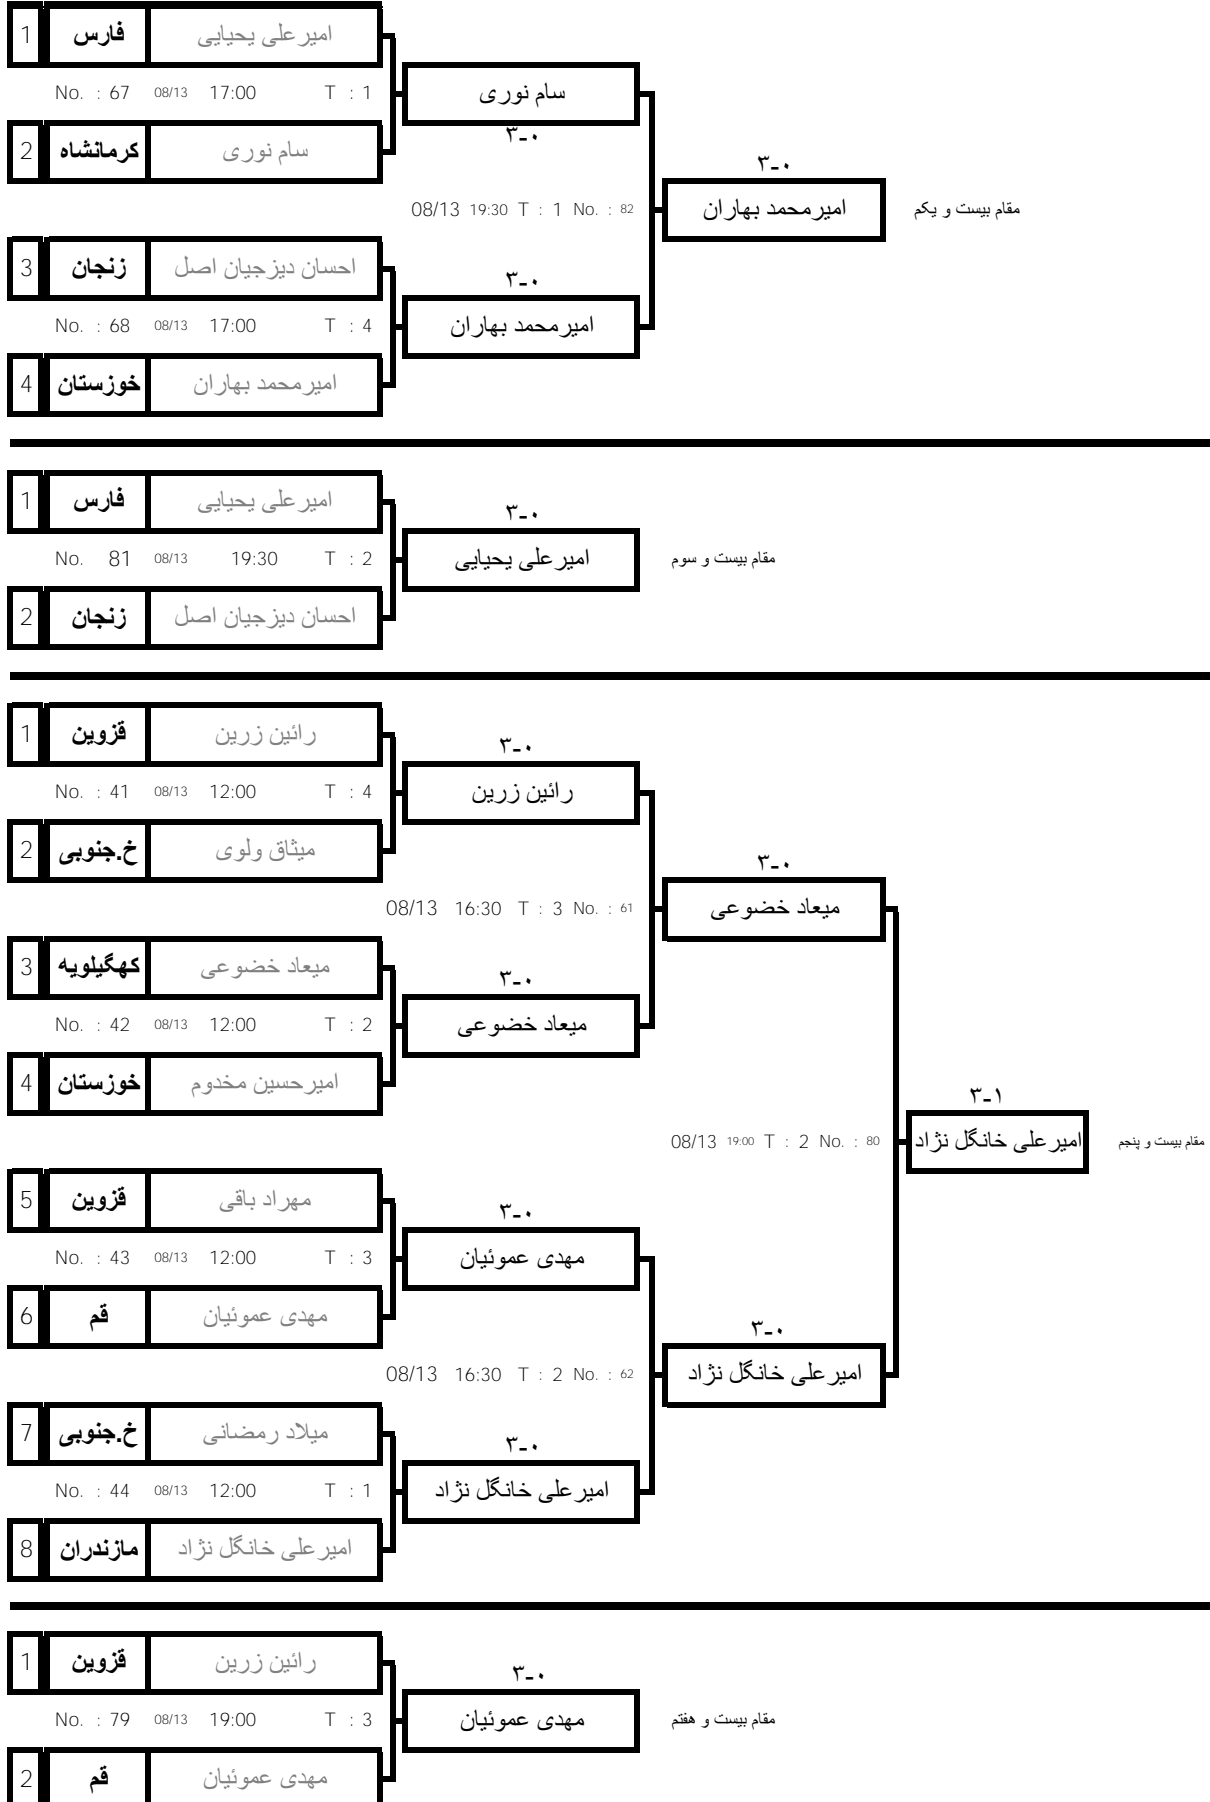 1 فارس امیرعلی یحیایی
No. : 67 08/13 17:00 T : 1
سام نوری
۳-۰
2 کرمانشاه سام نوری
۳-۰
08/13 19:30 T : 1 No. : 82
امیرمحمد بهاران
مقام بیست و یکم
3 زنجان احسان دیزجیان اصل
۳-۰
No. : 68 08/13 17:00 T : 4
امیرمحمد بهاران
4 خوزستان امیرمحمد بهاران
1 فارس امیرعلی یحیایی
۳-۰
No. 81 08/13 19:30 T : 2
امیرعلی یحیایی
مقام بیست و سوم
2 زنجان احسان دیزجیان اصل
1 قزوین رائین زرین
۳-۰
No. : 41 08/13 12:00 T : 4
رائین زرین
2 خ.جنوبی میثاق ولوی
۳-۰
08/13 16:30 T : 3 No. : 61
میعاد خضوعی
3 کهگیلویه میعاد خضوعی
۳-۰
No. : 42 08/13 12:00 T : 2
میعاد خضوعی
4 خوزستان امیرحسین مخدوم
۳-۱
08/13 19:00 T : 2 No. : 80
امیرعلی خانگل نژاد
مقام بیست و پنجم
5 قزوین مهراد باقی
۳-۰
No. : 43 08/13 12:00 T : 3
مهدی عموئیان
6 قم مهدی عموئیان
۳-۰
08/13 16:30 T : 2 No. : 62
امیرعلی خانگل نژاد
7 خ.جنوبی میلاد رمضانی
۳-۰
No. : 44 08/13 12:00 T : 1
امیرعلی خانگل نژاد
8 مازندران امیرعلی خانگل نژاد
1 قزوین رائین زرین
۳-۰
No. : 79 08/13 19:00 T : 3
مهدی عموئیان
مقام بیست و هفتم
2 قم مهدی عموئیان